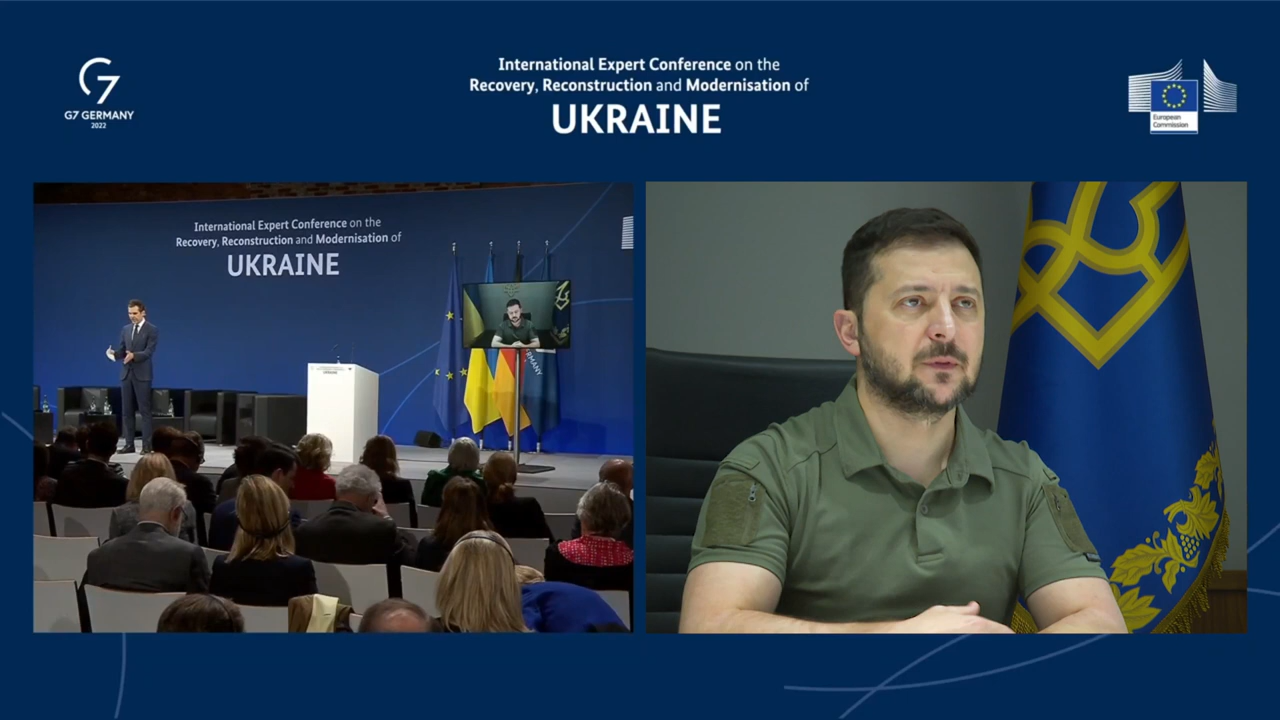 G7 GERMANY
2022
International Expert Conference on the
Recovery, Reconstruction and Modernisation of
UKRAINE
European
Commission
International Expert Conference on the
Recovery, Reconstruction and Modernisation of
UKRAINE
GERMANY